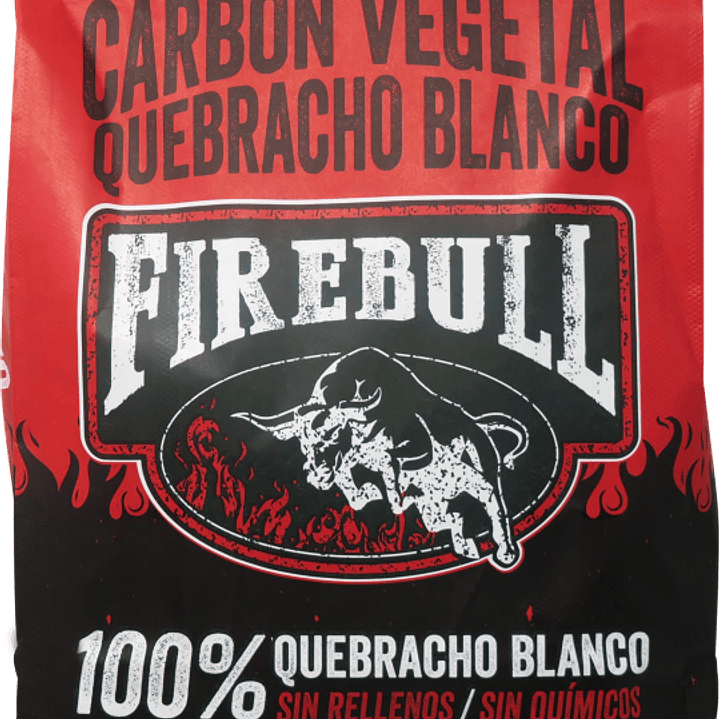 CARBÓN VEGETAL
QUEBRACHO BLANCO
FIREBULL
100% QUEBRACHO BLANCO
SIN RELLENOS / SIN QUÍMICOS